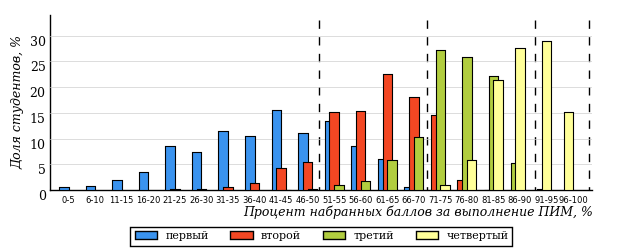 Доля студентов, %
30
25
20
15
10
5
0
0-5 6-10 11-15 16-20 21-25 26-30 31-35 36-40 41-45 46-50 51-55 56-60 61-65 66-70 71-75 76-80 81-85 86-90 91-95 96-100
Процент набранных баллов за выполнение ПИМ, %
первый второй третий четвертый